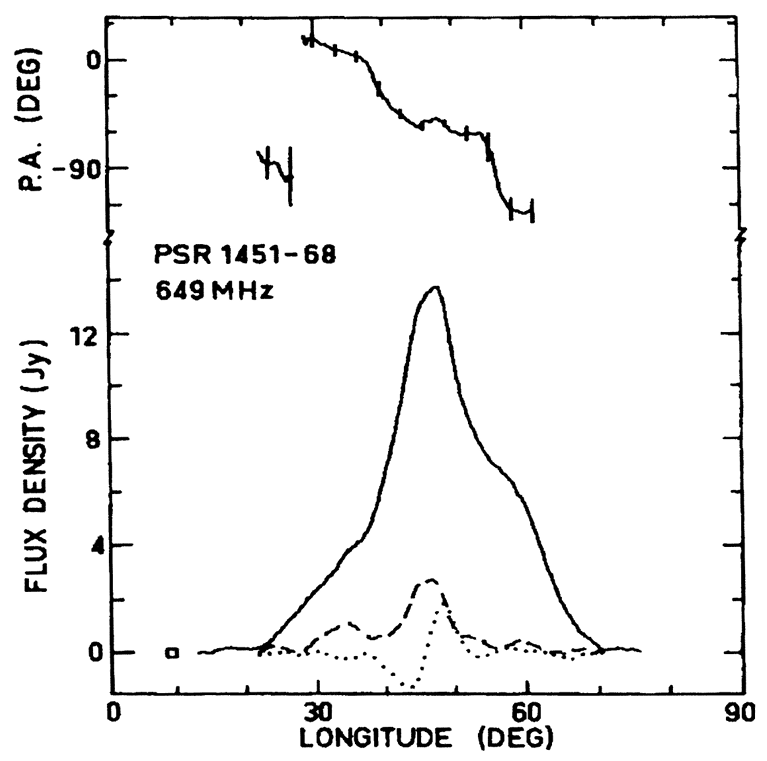 P.A. (DEG)
0
-90
PSR 1451-68
649 MHz
FLUX DENSITY (Jy)
12
8
4
0
0 30 60 90
LONGITUDE (DEG)